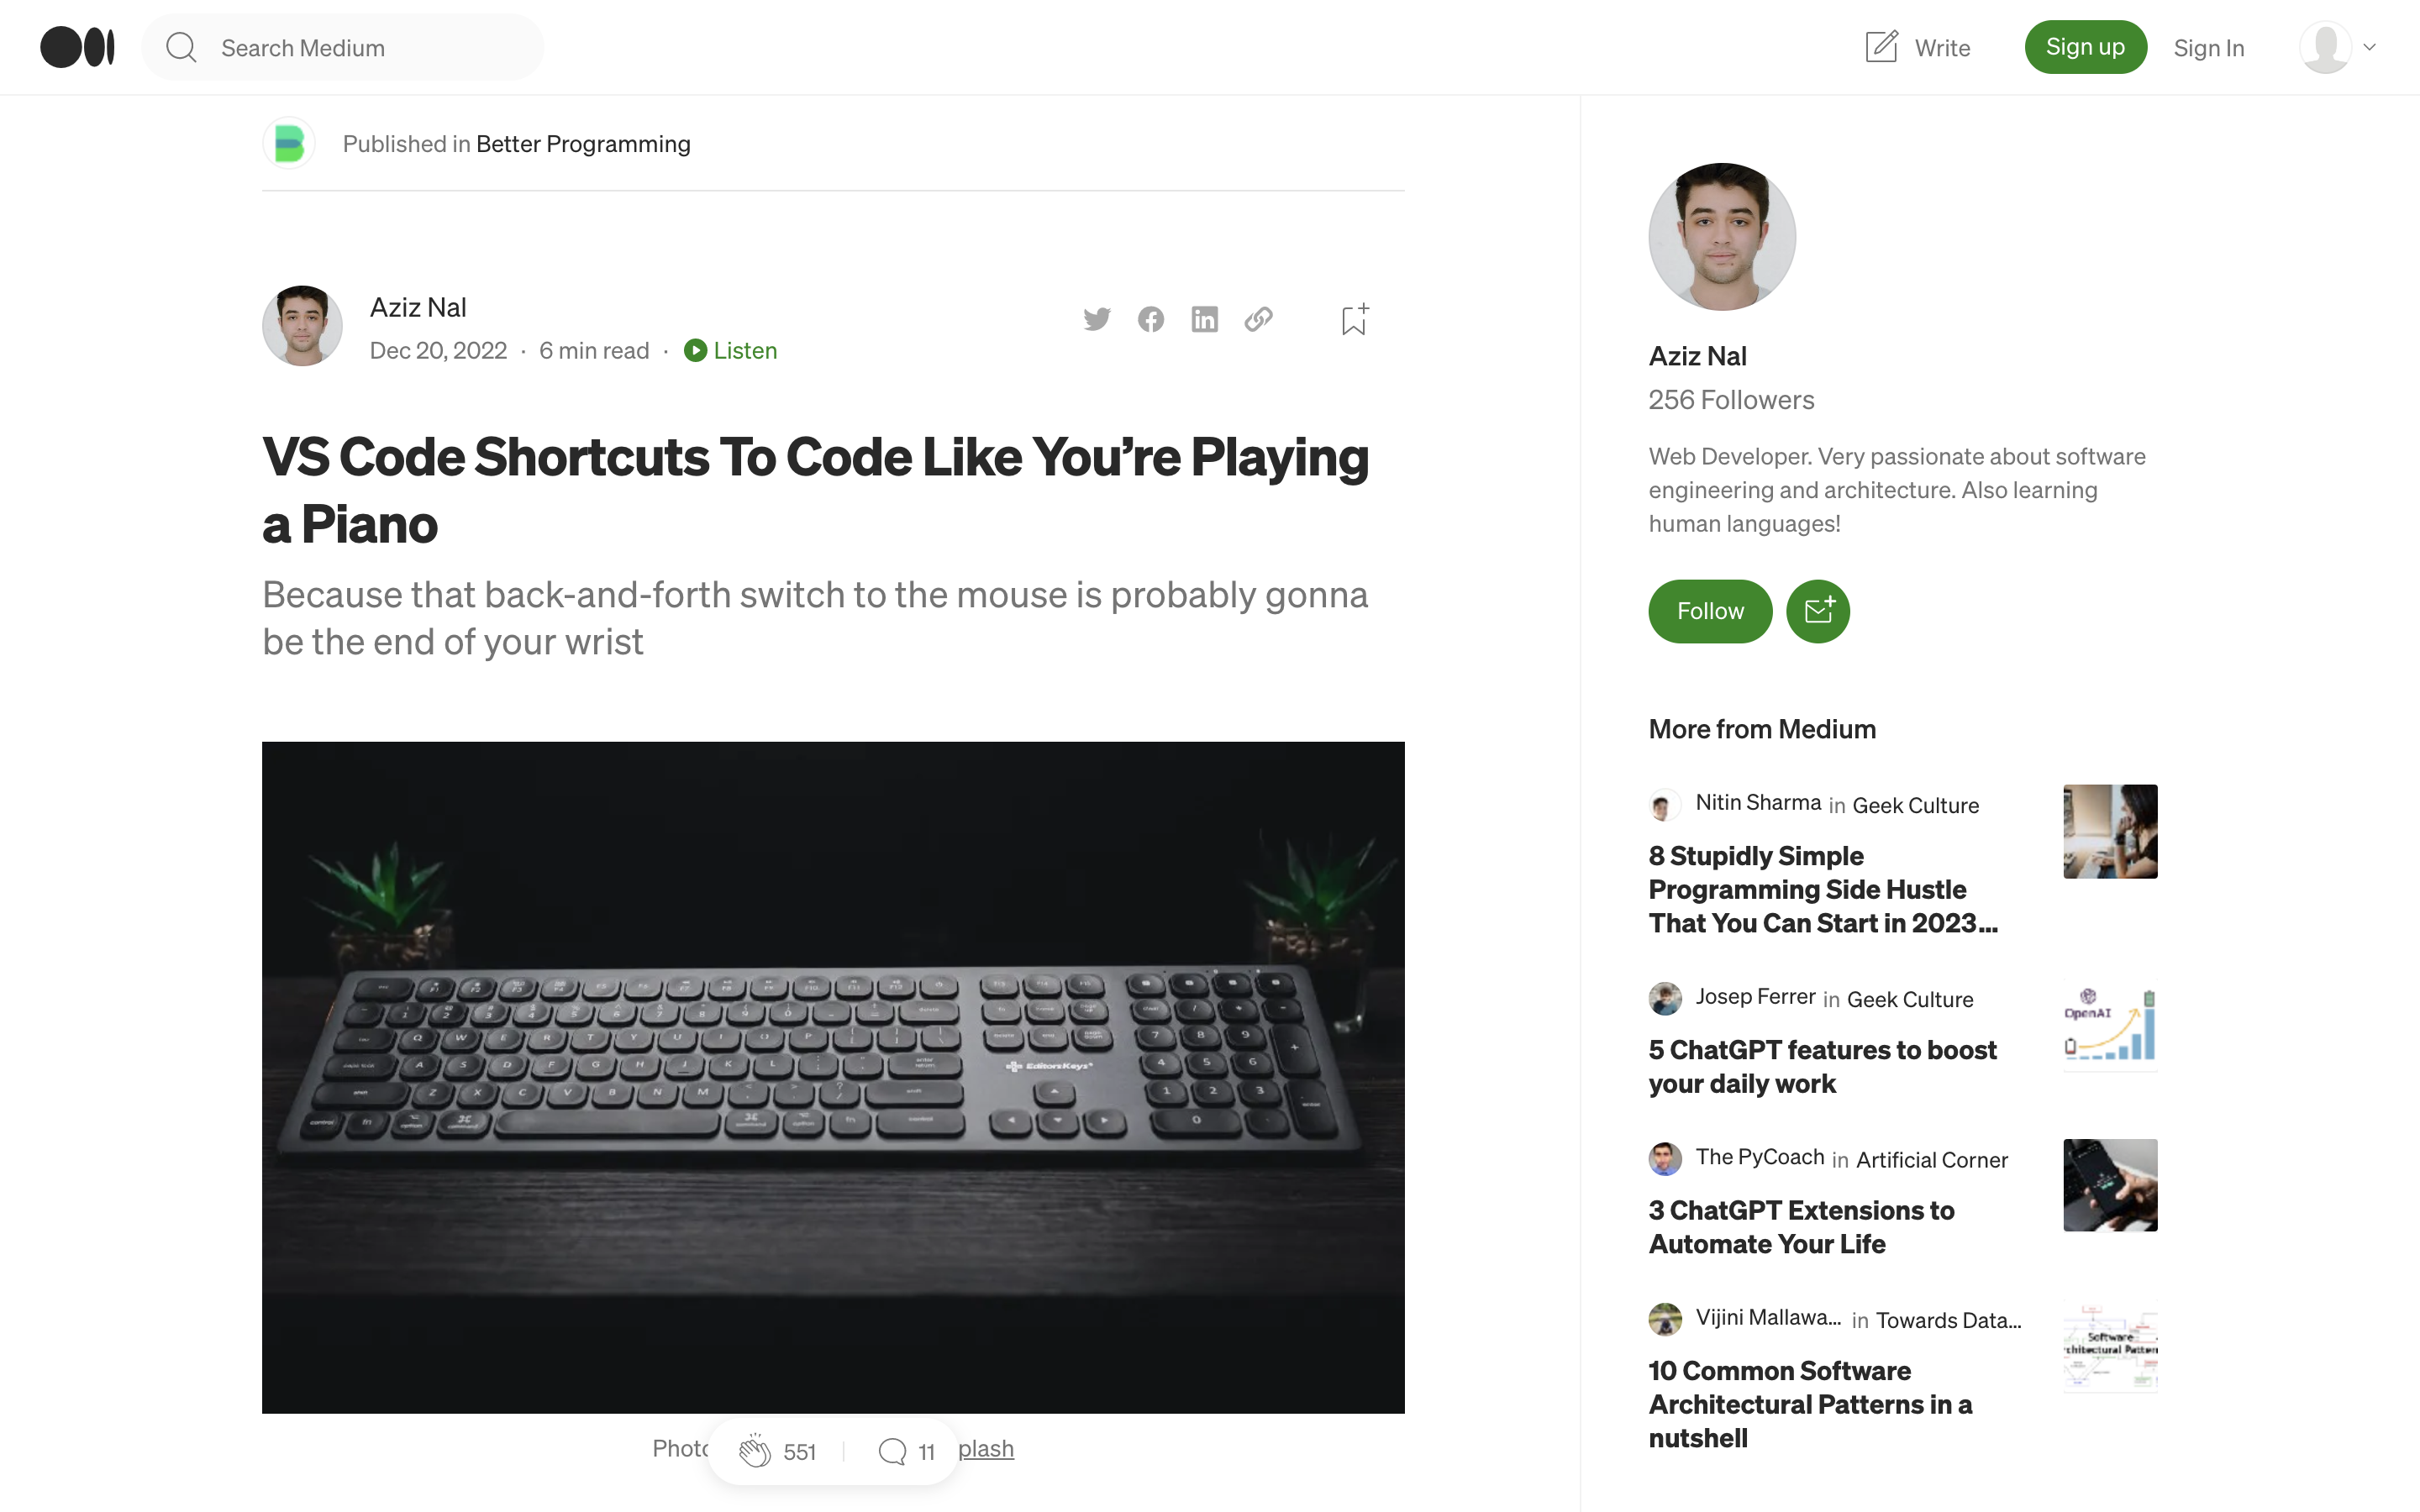 Search Medium
Write
Sign up
Sign In
Published in Better Programming
Aziz Nal
Dec 20, 2022 · 6 min read · Listen
VS Code Shortcuts To Code Like You’re Playing
a Piano
Because that back-and-forth switch to the mouse is probably gonna
be the end of your wrist
EditorsKeys
Photo
plash
551
11
Aziz Nal
256 Followers
Web Developer. Very passionate about software
engineering and architecture. Also learning
human languages!
Follow
More from Medium
Nitin Sharma in Geek Culture
8 Stupidly Simple
Programming Side Hustle
That You Can Start in 2023...
Josep Ferrer in Geek Culture
5 ChatGPT features to boost
your daily work
OpenAI
The PyCoach in Artificial Corner
3 ChatGPT Extensions to
Automate Your Life
Vijini Mallawa... in Towards Data...
10 Common Software
Architectural Patterns in a
nutshell
Software
rchitectural Patter